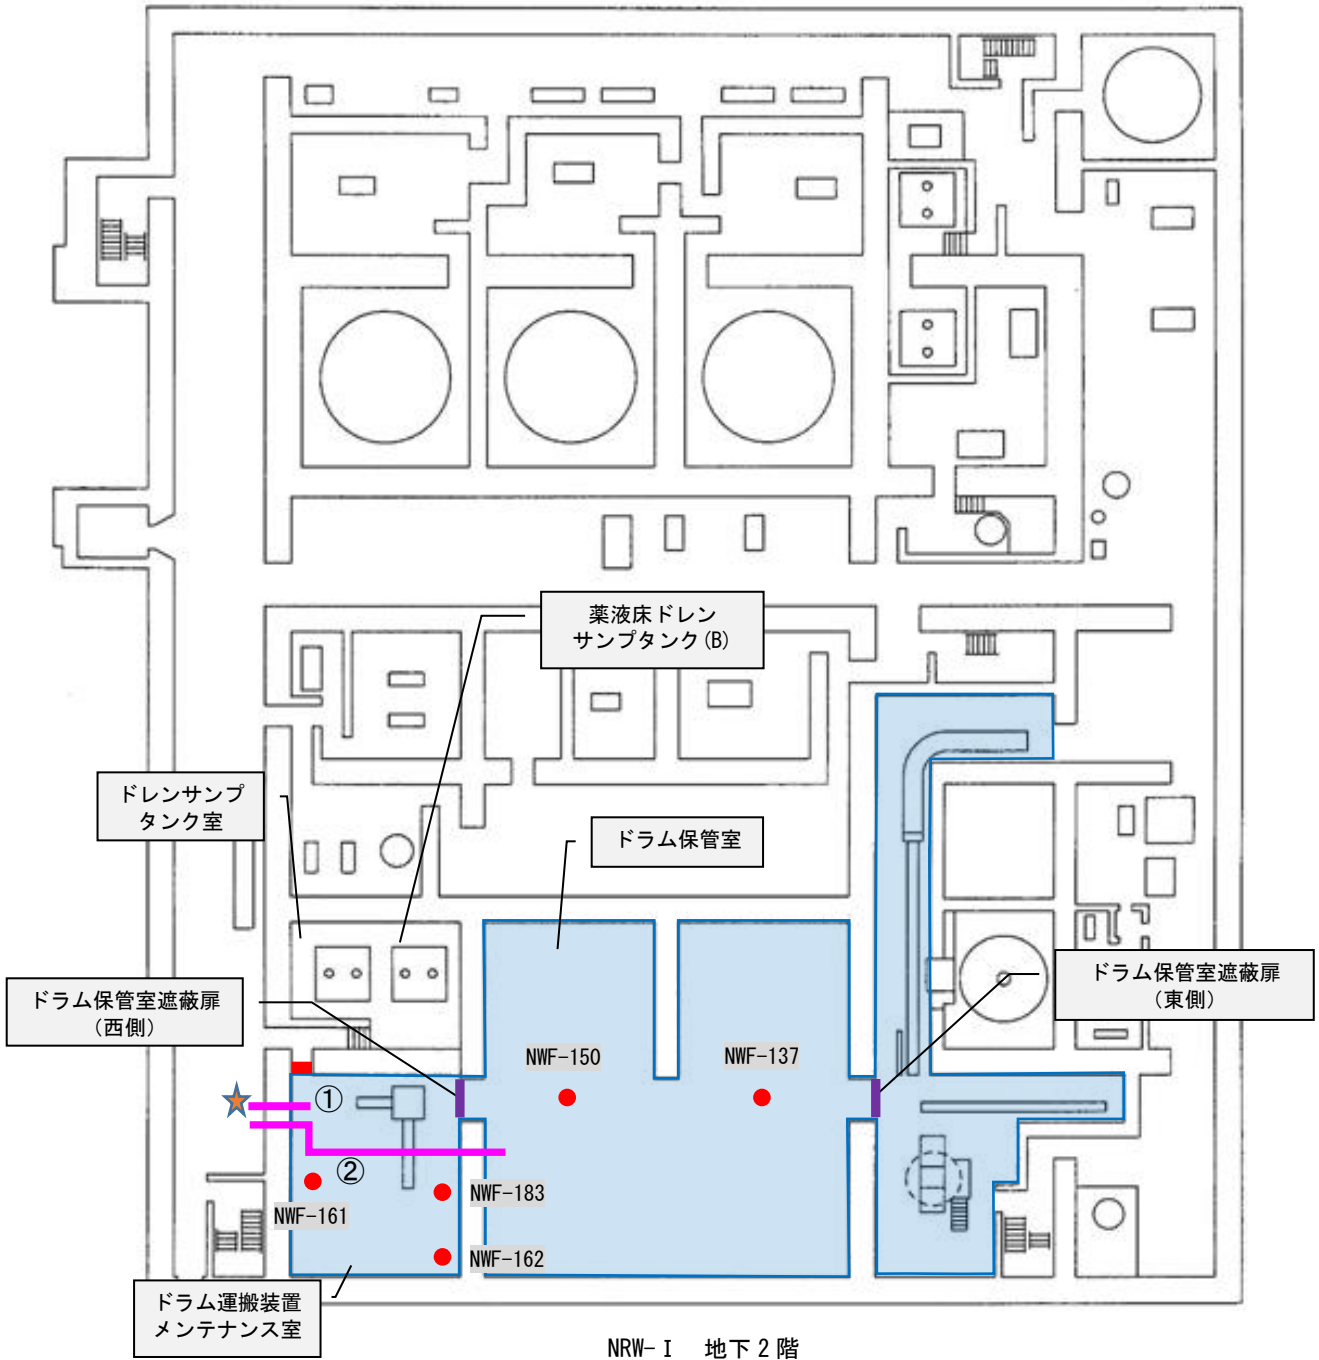 薬液床ドレン
サンプタンク(B)
ドレンサンプ
タンク室
ドラム保管室
ドラム保管室遮蔽扉
（西側）
ドラム保管室遮蔽扉
（東側）
NWF-150
NWF-137
①
②
NWF-161
NWF-183
NWF-162
ドラム運搬装置
メンテナンス室
NRW-Ⅰ 地下2階